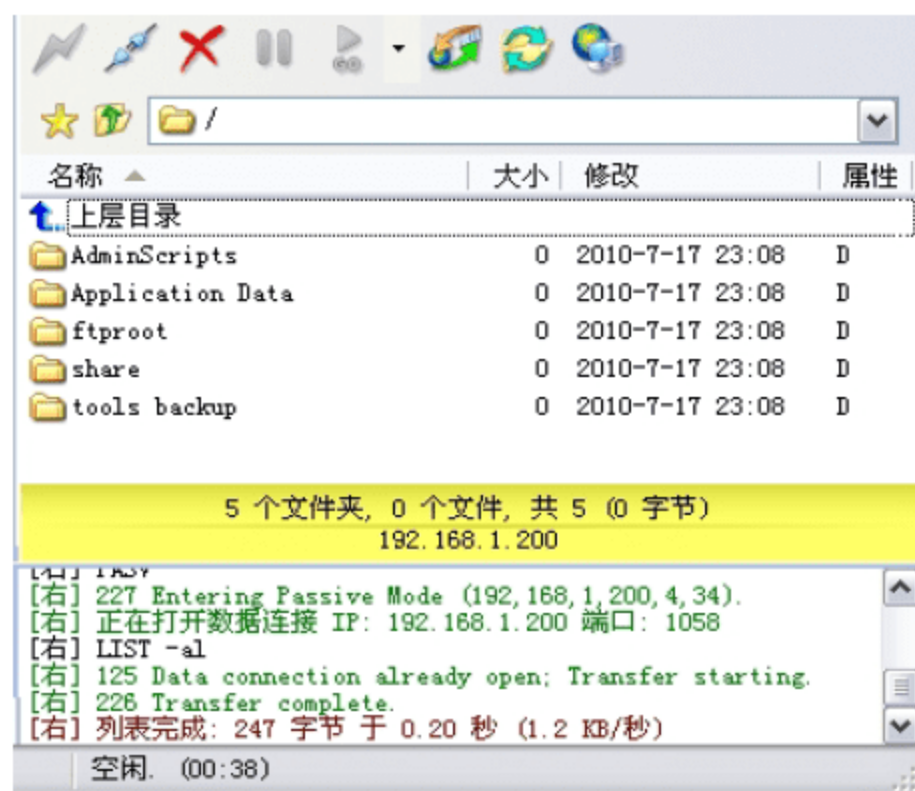 GO
/
名称 大小 修改 属性
上层目录
AdminScripts 0 2010-7-17 23:08 D
Application Data 0 2010-7-17 23:08 D
ftproot 0 2010-7-17 23:08 D
share 0 2010-7-17 23:08 D
tools backup 0 2010-7-17 23:08 D
5 个文件夹, 0 个文件, 共 5 (0 字节)
192.168.1.200
[右] PASV
[右] 227 Entering Passive Mode (192,168,1,200,4,34).
[右] 正在打开数据连接 IP: 192.168.1.200 端口: 1058
[右] LIST -al
[右] 125 Data connection already open; Transfer starting.
[右] 226 Transfer complete.
[右] 列表完成: 247 字节 于 0.20 秒 (1.2 KB/秒)
空闲. (00:38)